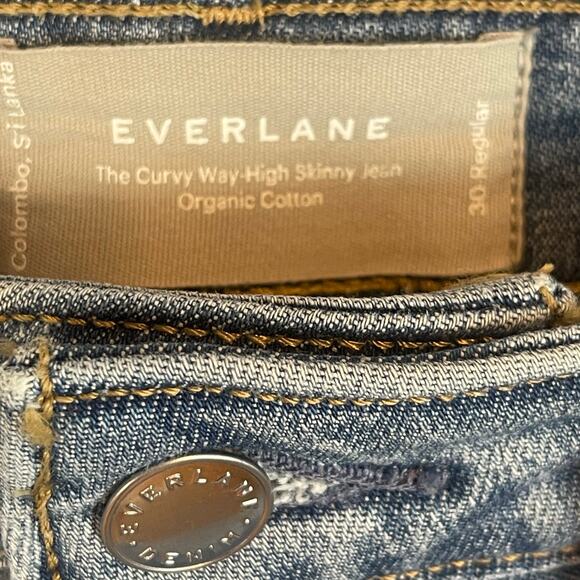 Colombo, Sri Lanka
EVERLANE
The Curvy Way-High Skinny Jean
Organic Cotton
30 Regular
EVERLANE
DENIM